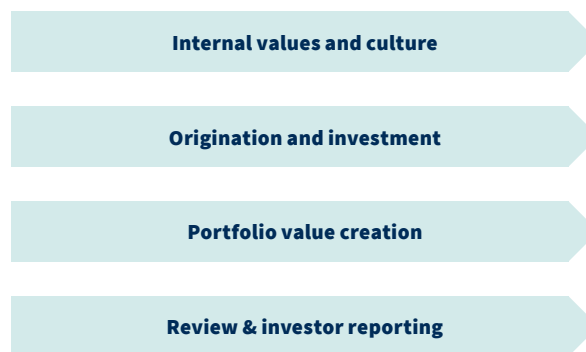 Internal values and culture
Origination and investment
Portfolio value creation
Review & investor reporting